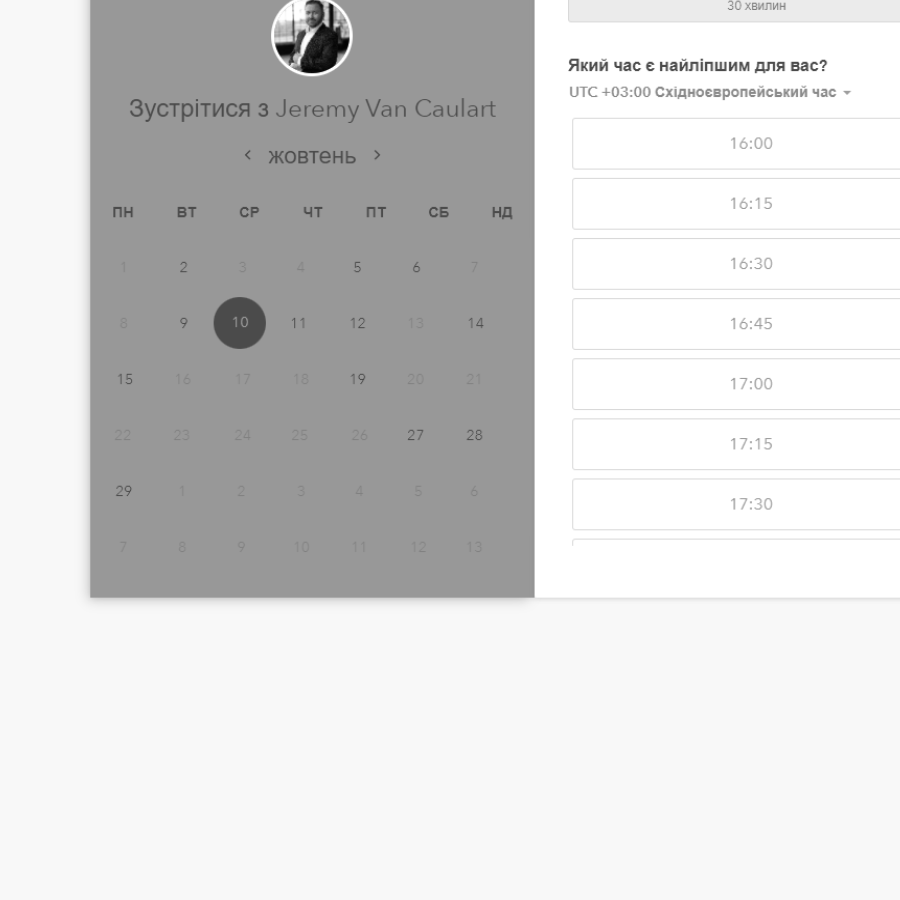 Зустрітися з Jeremy Van Caulart
жовтень
ПН ВТ СР ЧТ ПТ СБ НД
1 2 3 4 5 6 7
8 9 10 11 12 13 14
15 16 17 18 19 20 21
22 23 24 25 26 27 28
29 1 2 3 4 5 6
7 8 9 10 11 12 13
30 хвилин
Який час є найліпшим для вас?
UTC +03:00 Східноєвропейський час
16:00
16:15
16:30
16:45
17:00
17:15
17:30